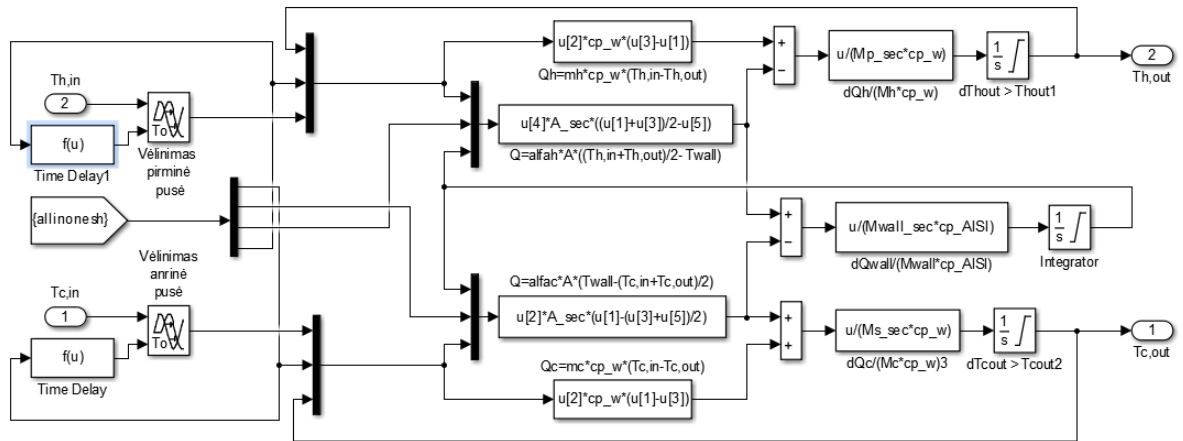 u[2]*cp_w*(u[3]-u[1])
Qh=mh*cp_w*(Th,in-Th,out)
+
−
u/(Mp_sec*cp_w)
dQh/(Mh*cp_w)
1
s
dThout > Thout1
2
Th,out
Th,in
2
f(u)
Time Delay1
To
Vėlinimas
pirminė
pusė
u[4]*A_sec*((u[1]+u[3])/2-u[5])
Q=alfah*A*((Th,in+Th,out)/2- Twall)
{allinonesh}
+
−
u/(Mwall_sec*cp_AISI)
dQwall/(Mwall*cp_AISI)
1
s
Integrator
Vėlinimas
anrinė
pusė
Tc,in
1
f(u)
Time Delay
To
Q=alfac*A*(Twall-(Tc,in+Tc,out)/2)
u[2]*A_sec*(u[1]-(u[3]+u[5])/2)
Qc=mc*cp_w*(Tc,in-Tc,out)
u[2]*cp_w*(u[1]-u[3])
+
+
u/(Ms_sec*cp_w)
dQc/(Mc*cp_w)3
1
s
dTcout > Tcout2
1
Tc,out